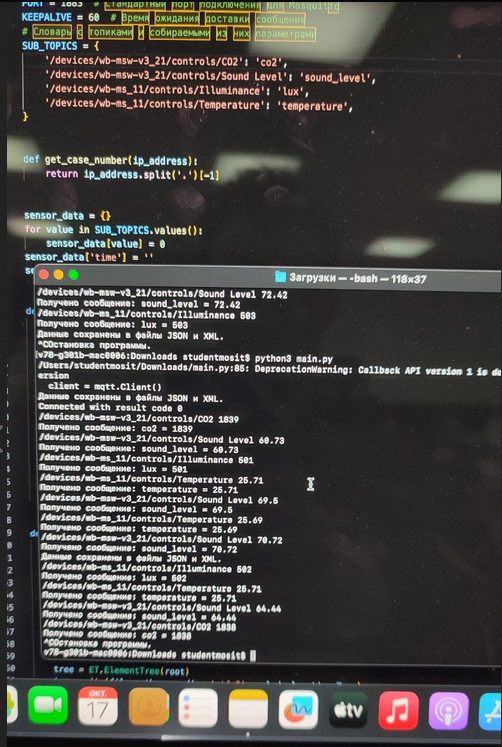 PORT = 1883 # Стандартный порт подключения для Mosquitto
KEEPALIVE = 60 # Время ожидания доставки сообщения
# Словарь с топиками и собираемыми из них параметрами
SUB_TOPICS = {
'/devices/wb-msw-v3_21/controls/CO2': 'co2',
'/devices/wb-msw-v3_21/controls/Sound Level': 'sound_level',
'/devices/wb-ms_11/controls/Illuminance': 'lux',
'/devices/wb-ms_11/controls/Temperature': 'temperature',
}
def get_case_number(ip_address):
return ip_address.split('.')[-1]
sensor_data = {}
for value in SUB_TOPICS.values():
sensor_data[value] = 0
sensor_data['time'] = ''
se
Загрузки — -bash — 118×37
/devices/wb-msw-v3_21/controls/Sound Level 72.42
Получено сообщение: sound_level = 72.42
/devices/wb-ms_11/controls/Illuminance 503
Получено сообщение: lux = 503
Данные сохранены в файлы JSON и XML.
^CОстановка программы.
v78-g301b-mac0006:Downloads studentmosit$ python3 main.py
/Users/studentmosit/Downloads/main.py:85: DeprecationWarning: Callback API version 1 is de
ersion
client = mqtt.Client()
Данные сохранены в файлы JSON и XML.
Connected with result code 0
/devices/wb-msw-v3_21/controls/CO2 1839
Получено сообщение: co2 = 1839
/devices/wb-msw-v3_21/controls/Sound Level 60.73
Получено сообщение: sound_level = 60.73
/devices/wb-ms_11/controls/Illuminance 501
Получено сообщение: lux = 501
/devices/wb-ms_11/controls/Temperature 25.71
Получено сообщение: temperature = 25.71
/devices/wb-msw-v3_21/controls/Sound Level 69.5
Получено сообщение: sound_level = 69.5
/devices/wb-ms_11/controls/Temperature 25.69
Получено сообщение: temperature = 25.69
/devices/wb-msw-v3_21/controls/Sound Level 70.72
Получено сообщение: sound_level = 70.72
Данные сохранены в файлы JSON и XML.
/devices/wb-ms_11/controls/Illuminance 502
Получено сообщение: lux = 502
/devices/wb-ms_11/controls/Temperature 25.71
Получено сообщение: temperature = 25.71
/devices/wb-msw-v3_21/controls/Sound Level 64.44
Получено сообщение: sound_level = 64.44
/devices/wb-msw-v3_21/controls/CO2 1838
Получено сообщение: co2 = 1838
^CОстановка программы.
v78-g301b-mac0006:Downloads studentmosit$
tree = ET.ElementTree(root)
ОКТ.
17
tv